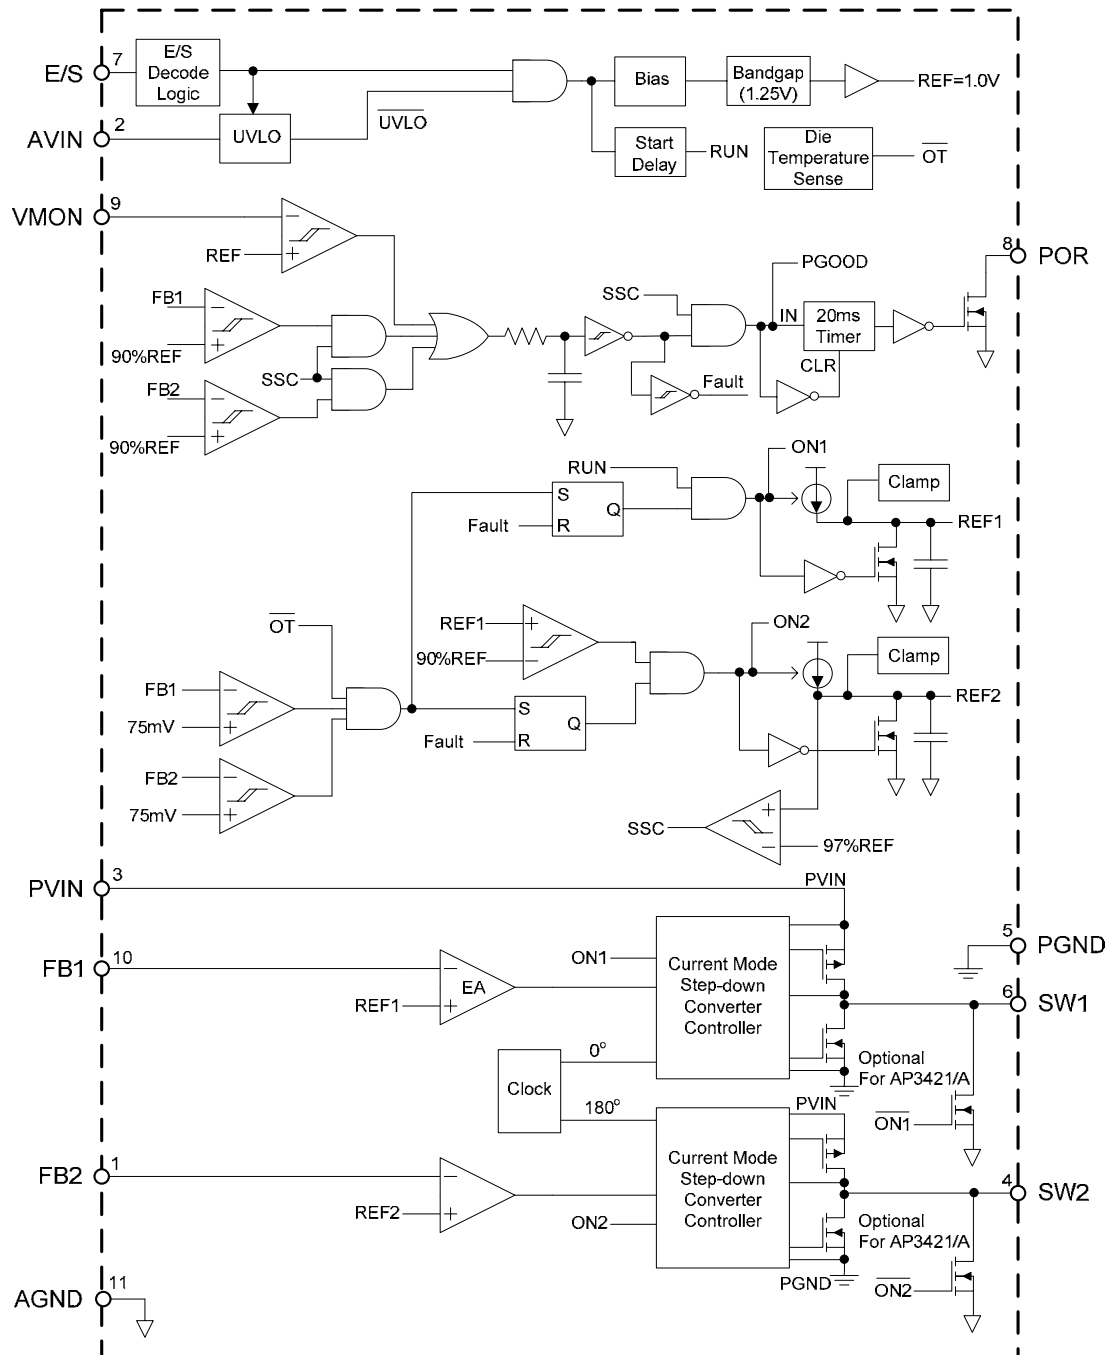 E/S
7
E/S
Decode
Logic
Bias
Bandgap
(1.25V)
REF=1.0V
AVIN
2
UVLO
UVLO
Start
Delay
RUN
Die
Temperature
Sense
OT
VMON
9
REF
8
POR
PGOOD
FB1
SSC
IN
20ms
Timer
90%REF
CLR
SSC
FB2
Fault
90%REF
ON1
RUN
Clamp
S
Q
Fault
R
REF1
OT
REF1
ON2
90%REF
Clamp
FB1
REF2
75mV
S
Q
Fault
R
FB2
75mV
SSC
97%REF
PVIN
3
PVIN
5
PGND
FB1
10
ON1
Current Mode
Step-down
Converter
Controller
EA
REF1
6
SW1
0°
Optional
For AP3421/A
Clock
180°
PVIN
ON1
FB2
1
Current Mode
Step-down
Converter
Controller
4
SW2
REF2
ON2
Optional
For AP3421/A
PGND
ON2
AGND
11